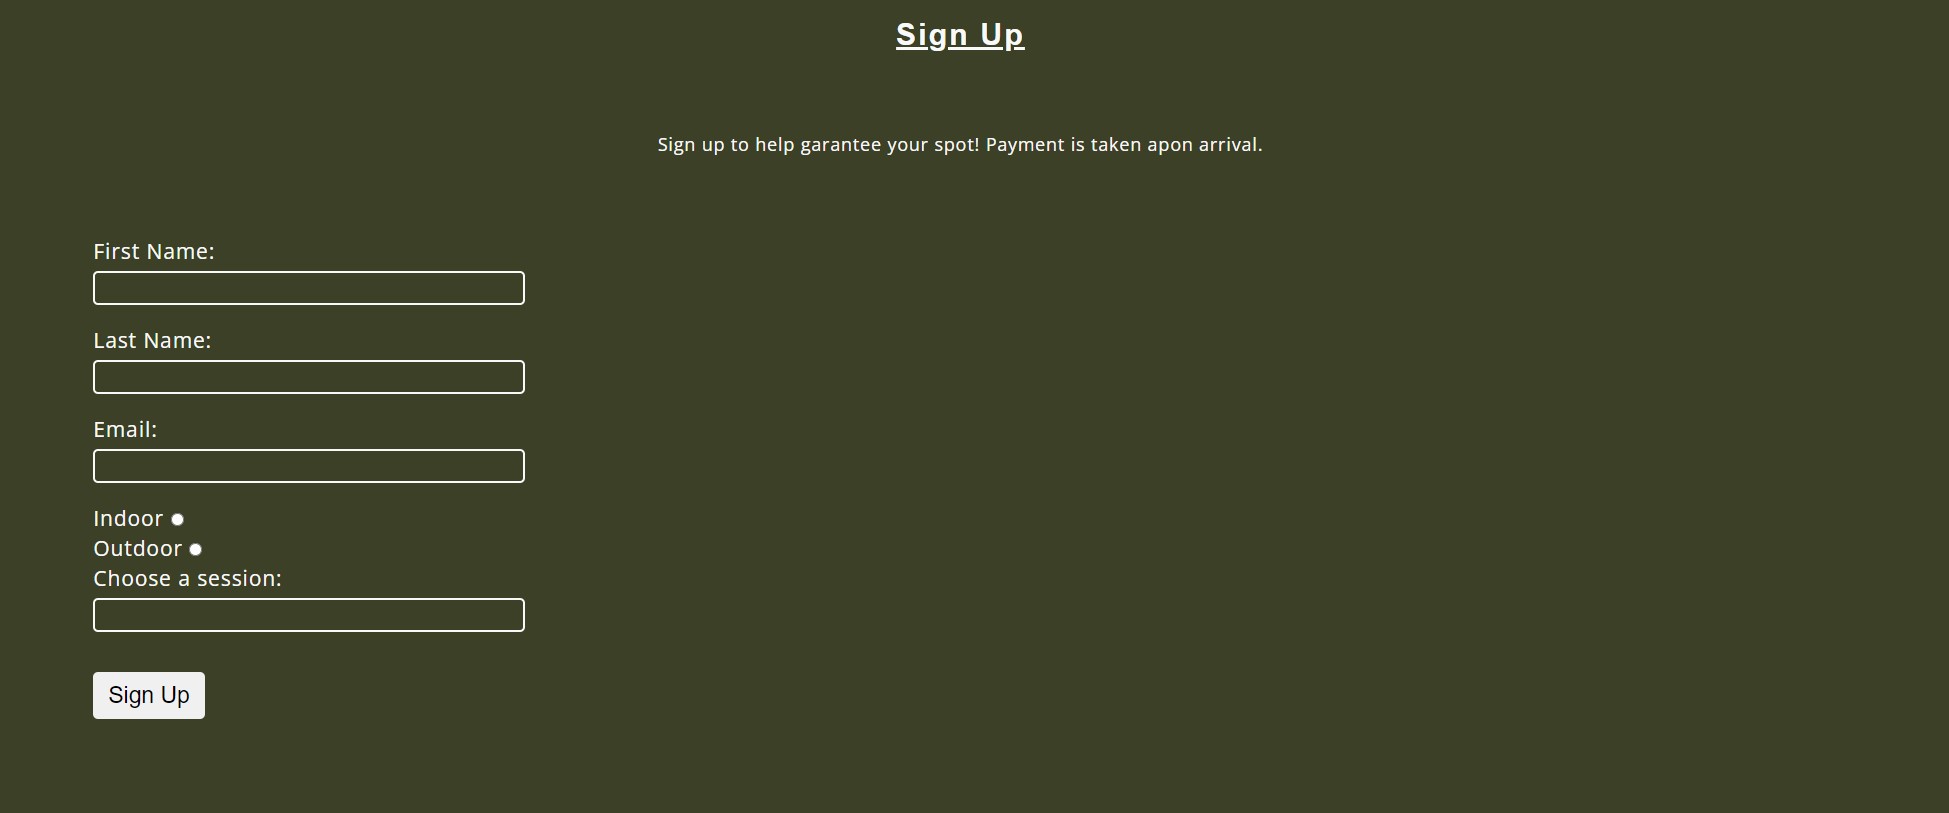 Sign Up
Sign up to help garantee your spot! Payment is taken apon arrival.
First Name:
Last Name:
Email:
Indoor
Outdoor
Choose a session:
Sign Up